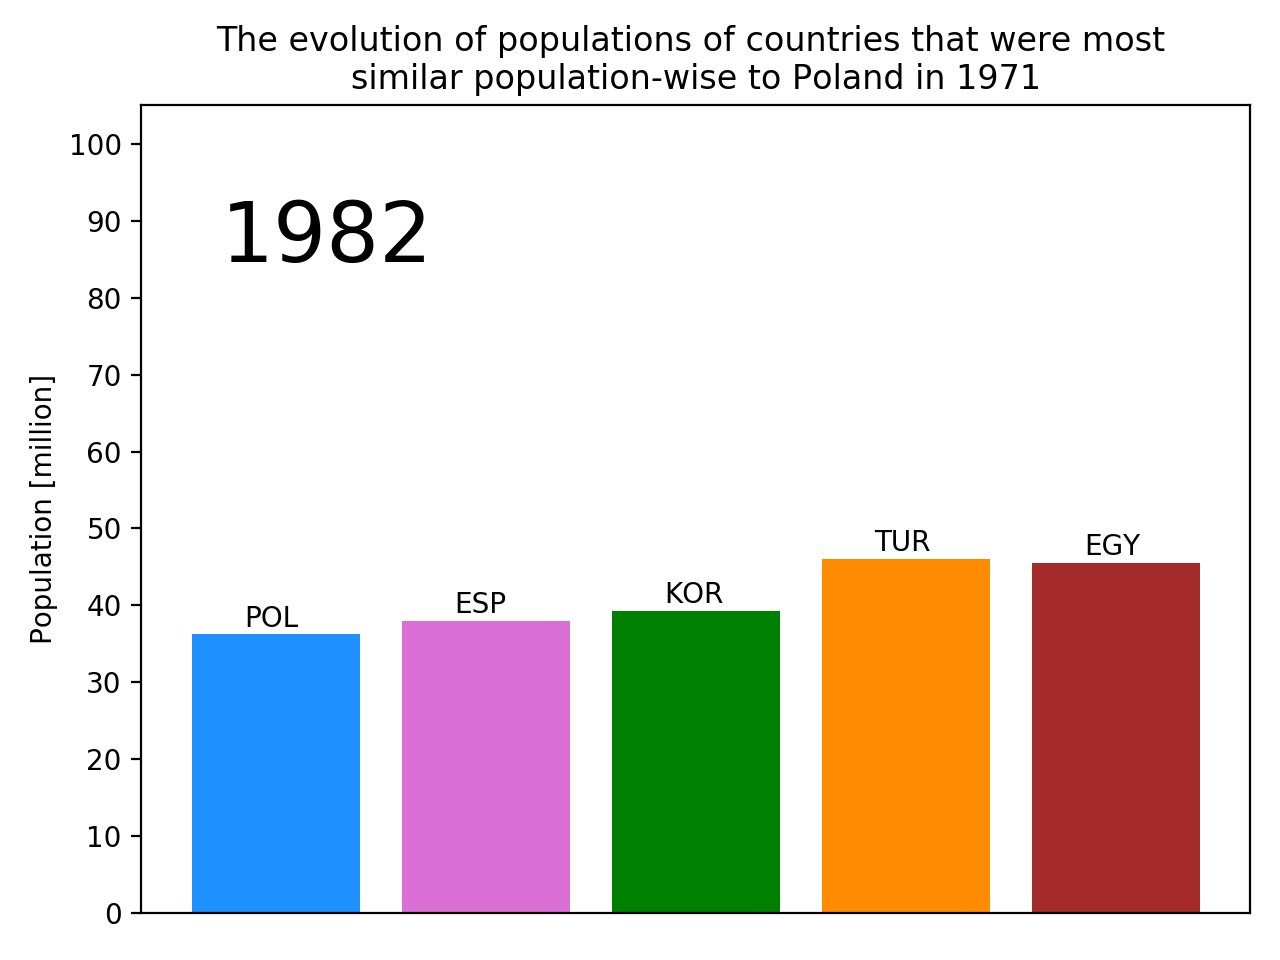 The evolution of populations of countries that were most
similar population-wise to Poland in 1971
100
90
80
70
60
50
40
30
20
10
0
Population [million]
1982
POL
ESP
KOR
TUR
EGY